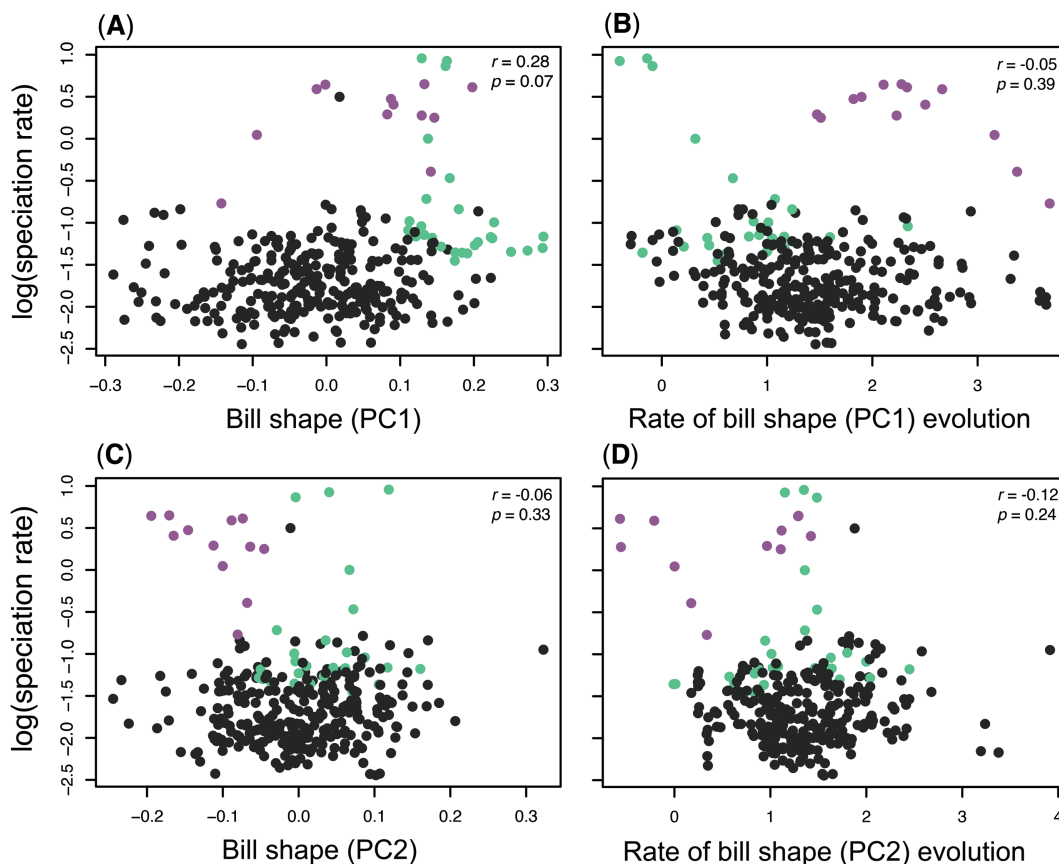 (A)
r = 0.28
p = 0.07
log(speciation rate)
1.0
0.5
0.0
−0.5
−1.0
−1.5
−2.0
−2.5
−0.3 −0.2 −0.1 0.0 0.1 0.2 0.3
Bill shape (PC1)
(B)
r = -0.05
p = 0.39
0 1 2 3
Rate of bill shape (PC1) evolution
(C)
r = -0.06
p = 0.33
log(speciation rate)
1.0
0.5
0.0
−0.5
−1.0
−1.5
−2.0
−2.5
−0.2 −0.1 0.0 0.1 0.2 0.3
Bill shape (PC2)
(D)
r = -0.12
p = 0.24
0 1 2 3 4
Rate of bill shape (PC2) evolution